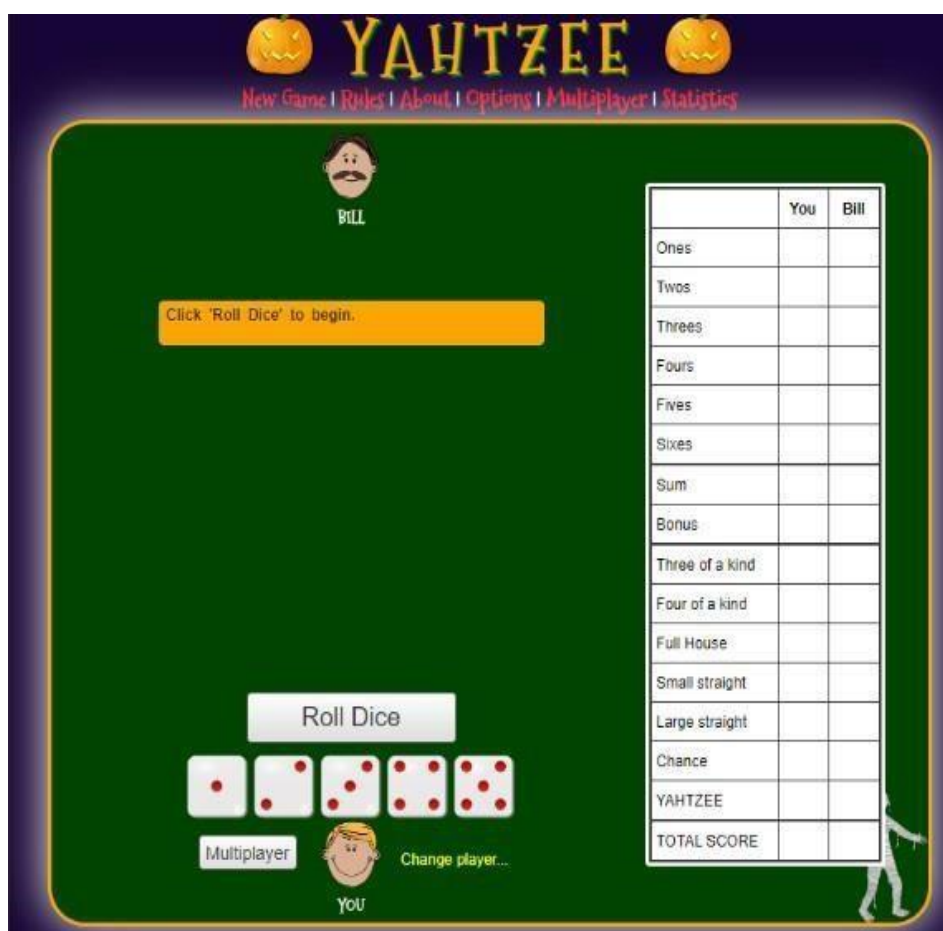 YAHTZEE
New Game | Rules | About | Options | Multiplayer | Statistics
BILL
Click 'Roll Dice' to begin.
You Bill
Ones
Twos
Threes
Fours
Fives
Sixes
Sum
Bonus
Three of a kind
Four of a kind
Full House
Small straight
Large straight
Chance
YAHTZEE
TOTAL SCORE
Roll Dice
Multiplayer
Change player...
YOU